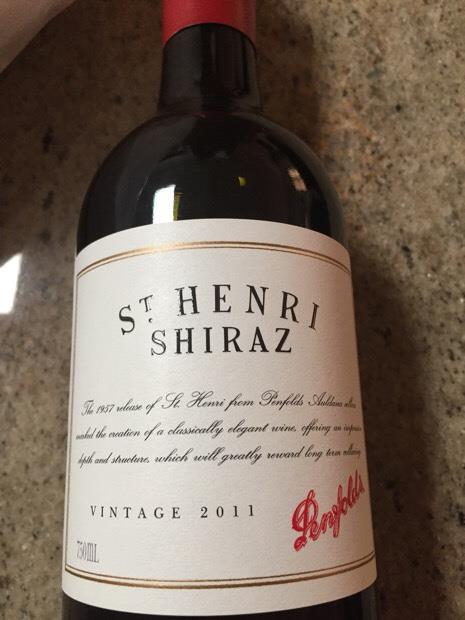 ST. HENRI
SHIRAZ
The 1957 release of St. Henri from Penfolds Auldana cellars
marked the creation of a classically elegant wine, offering an
depth and structure, which will greatly reward long term cellaring.
VINTAGE 2011
Penfolds
750ML